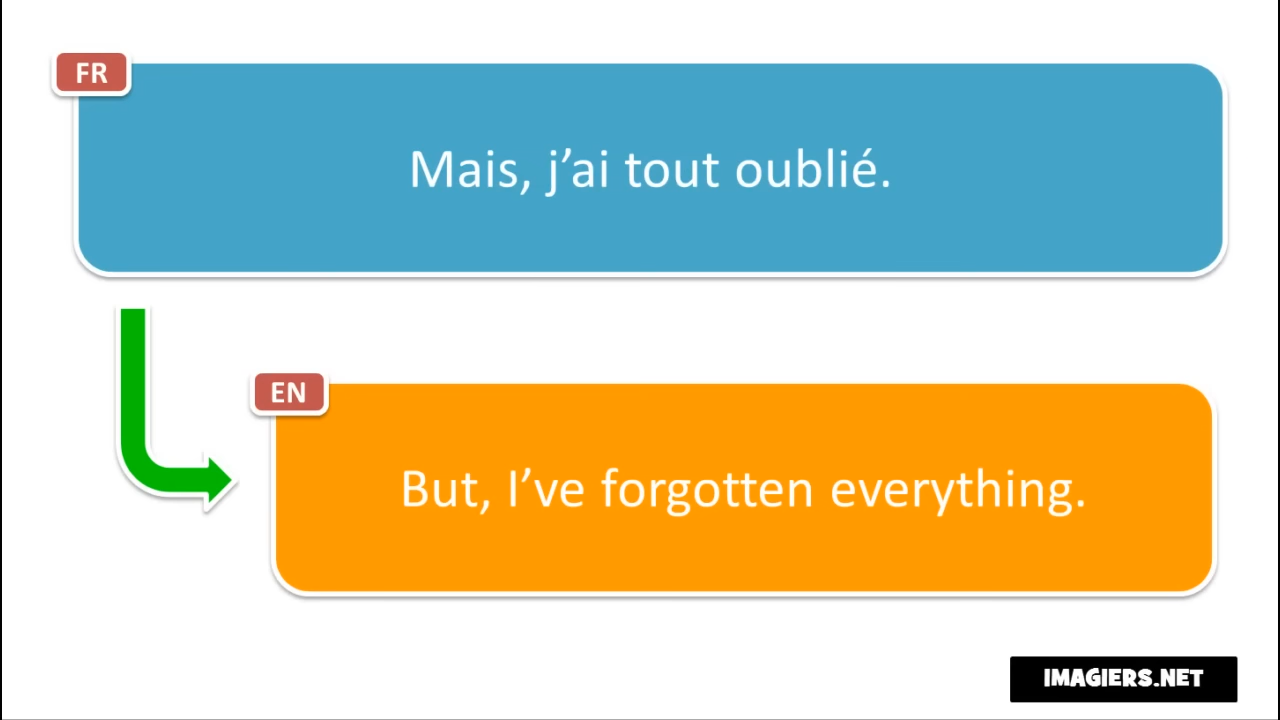 FR
Mais, j’ai tout oublié.
EN
But, I’ve forgotten everything.
IMAGIERS.NET